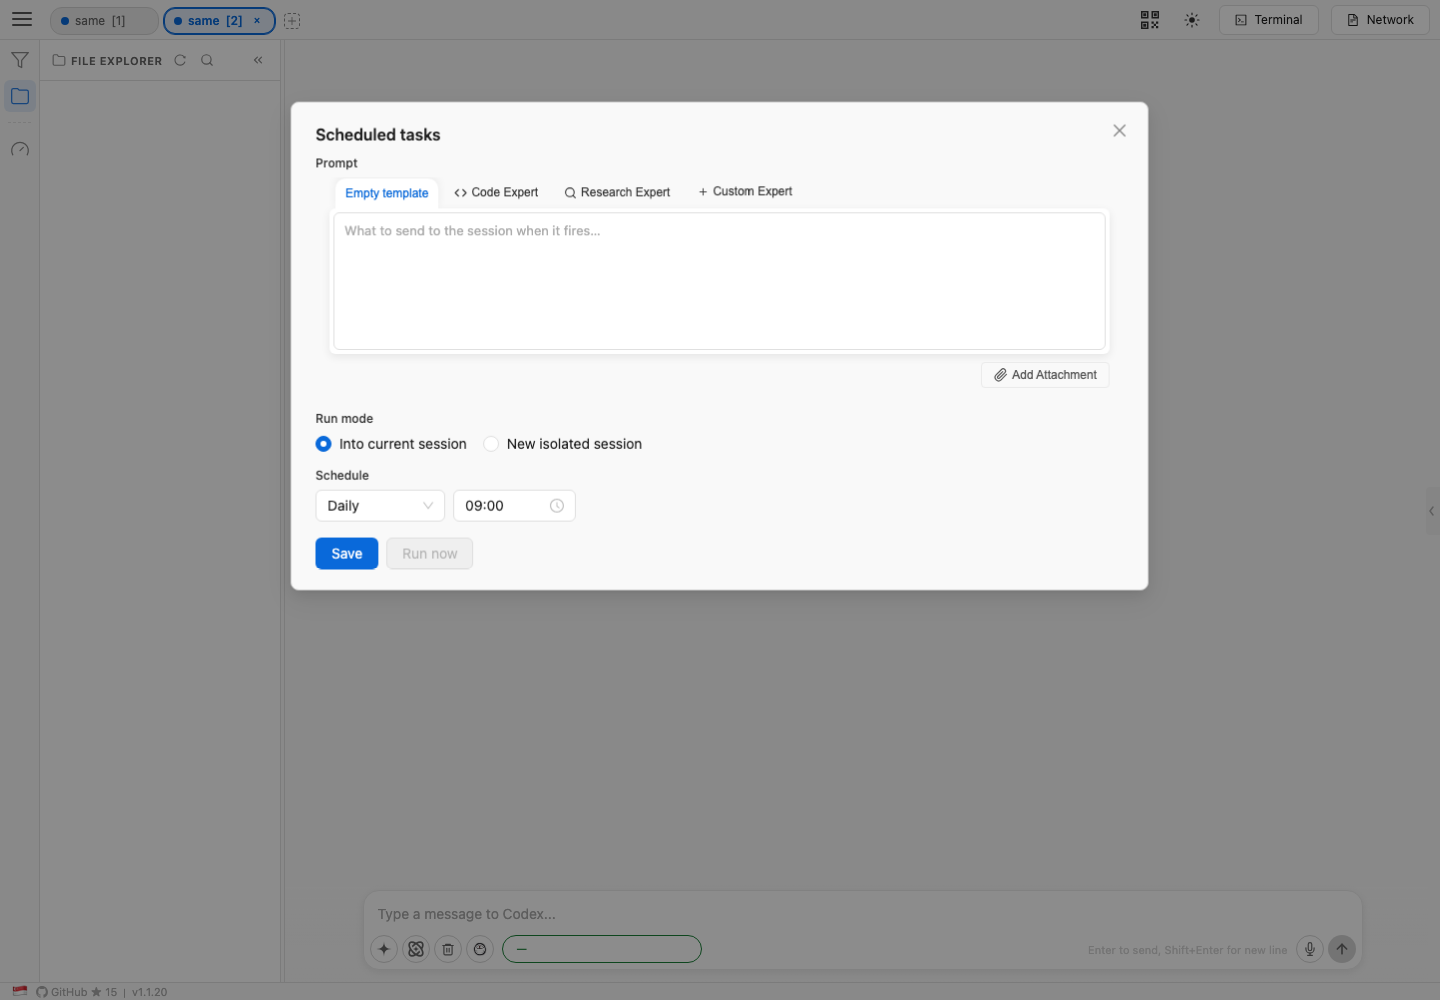 same [1]
same [2] ×
Terminal
Network
FILE EXPLORER
Scheduled tasks
Prompt
Empty template
Code Expert
Research Expert
+ Custom Expert
What to send to the session when it fires...
Add Attachment
Run mode
Into current session
New isolated session
Schedule
Daily
09:00
Save
Run now
Type a message to Codex...
—
Enter to send, Shift+Enter for new line
GitHub ★ 15 | v1.1.20